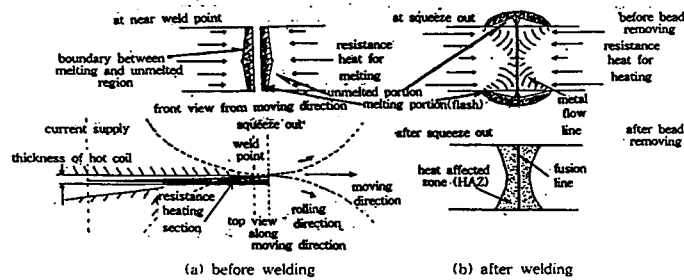 at near weld point
boundary between
melting and unmelted
region
resistance
heat for
melting
unmelted portion
melting portion(flash)
front view from moving direction
squeeze out
current supply
weld
point
thickness of hot coil
resistance
heating
section
top view
along
moving direction
rolling
direction
moving
direction
(a) before welding
at squeeze out
before bead
removing
resistance
heat for
heating
metal
flow
line
after squeeze out
after bead
removing
heat affected
zone (HAZ)
fusion
line
(b) after welding